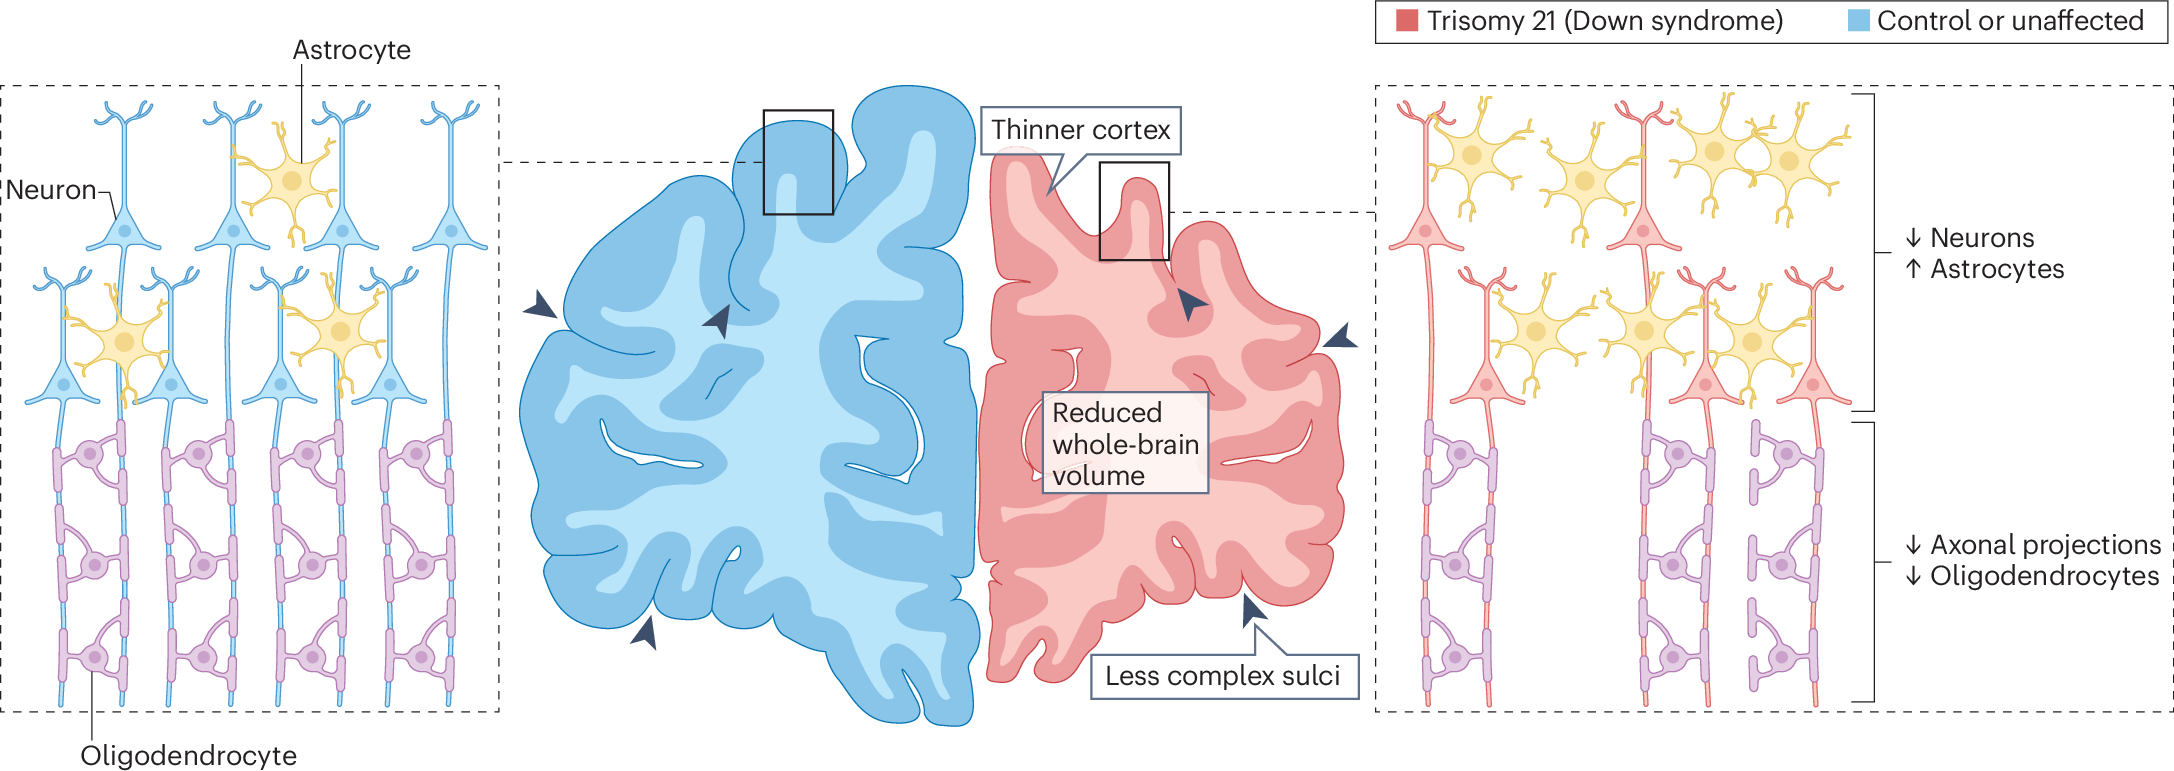 Trisomy 21 (Down syndrome)
Control or unaffected
Astrocyte
Neuron
Oligodendrocyte
Thinner cortex
Reduced
whole-brain
volume
Less complex sulci
↓ Neurons
↑ Astrocytes
↓ Axonal projections
↓ Oligodendrocytes